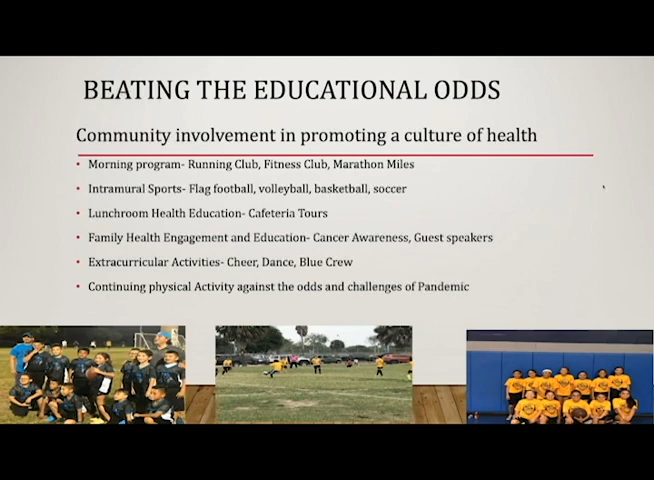 BEATING THE EDUCATIONAL ODDS
Community involvement in promoting a culture of health
• Morning program- Running Club, Fitness Club, Marathon Miles
• Intramural Sports- Flag football, volleyball, basketball, soccer
• Lunchroom Health Education- Cafeteria Tours
• Family Health Engagement and Education- Cancer Awareness, Guest speakers
• Extracurricular Activities- Cheer, Dance, Blue Crew
• Continuing physical Activity against the odds and challenges of Pandemic